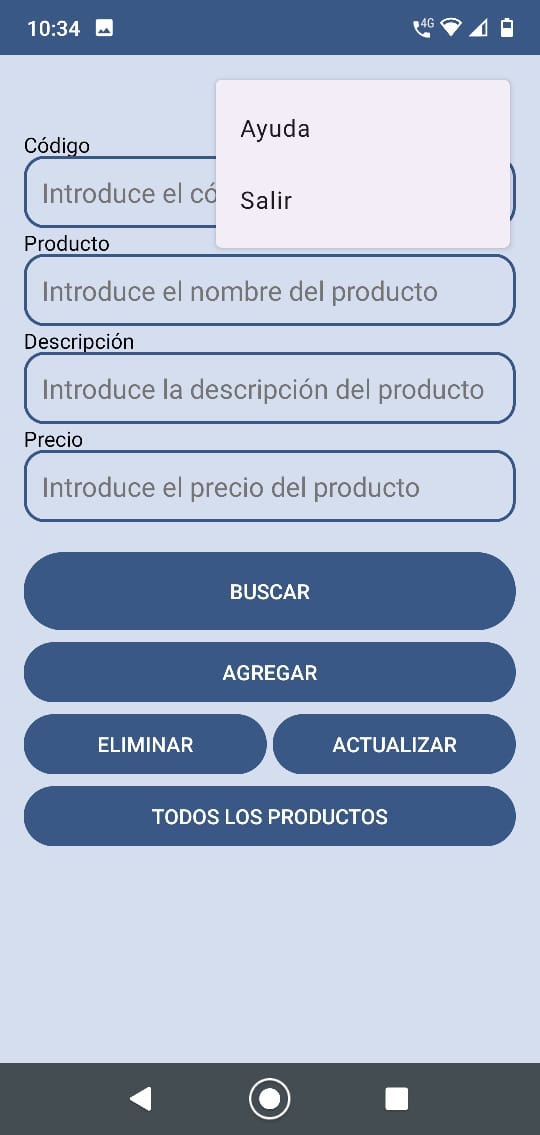 10:34
4G
Ayuda
Código
Introduce el có
Salir
Producto
Introduce el nombre del producto
Descripción
Introduce la descripción del producto
Precio
Introduce el precio del producto
BUSCAR
AGREGAR
ELIMINAR ACTUALIZAR
TODOS LOS PRODUCTOS